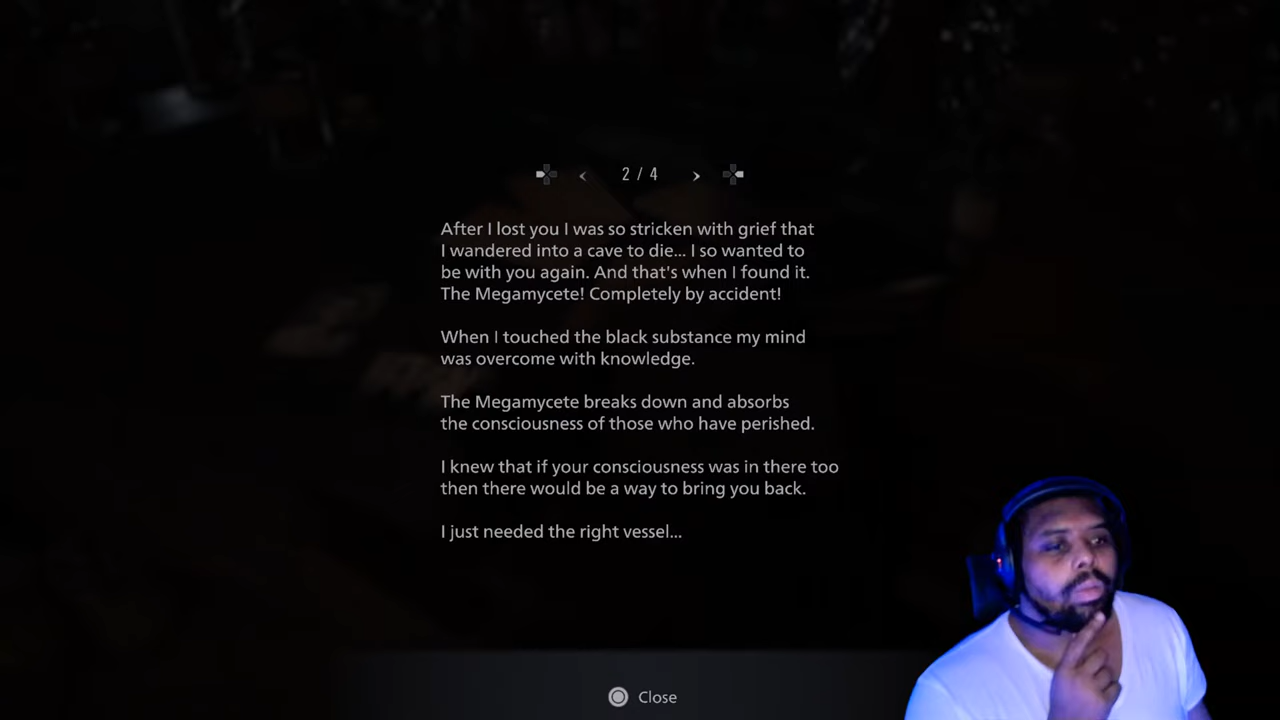 2 / 4
After I lost you I was so stricken with grief that
I wandered into a cave to die... I so wanted to
be with you again. And that's when I found it.
The Megamycete! Completely by accident!
When I touched the black substance my mind
was overcome with knowledge.
The Megamycete breaks down and absorbs
the consciousness of those who have perished.
I knew that if your consciousness was in there too
then there would be a way to bring you back.
I just needed the right vessel...
Close